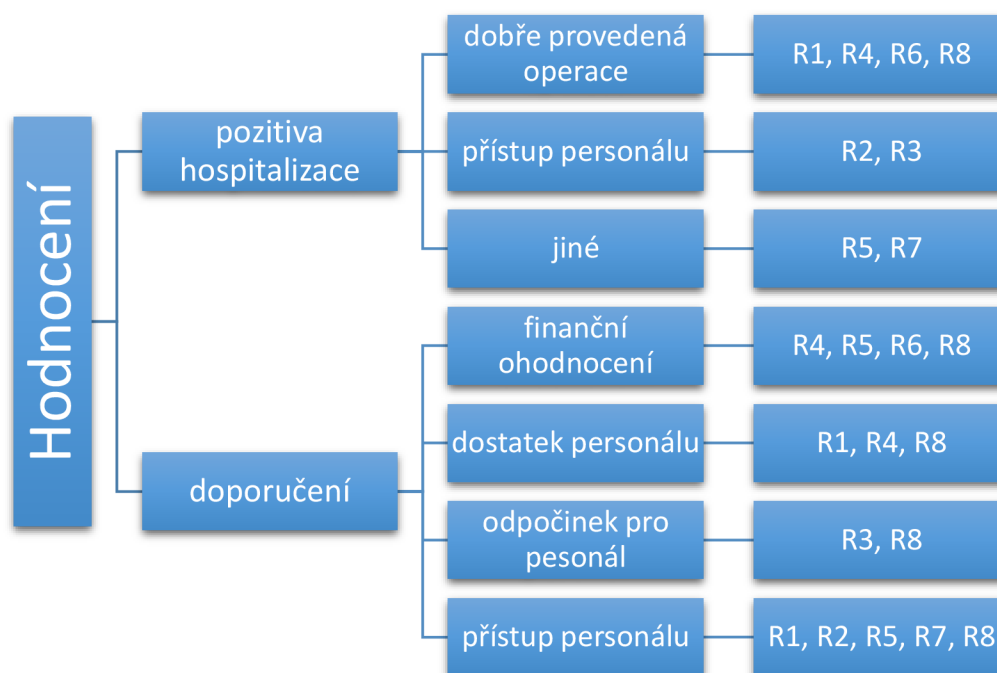 Hodnocení
pozitiva
hospitalizace
dobře provedená
operace
R1, R4, R6, R8
přístup personálu
R2, R3
jiné
R5, R7
doporučení
finanční
ohodnocení
R4, R5, R6, R8
dostatek personálu
R1, R4, R8
odpočinek pro
pesonál
R3, R8
přístup personálu
R1, R2, R5, R7, R8